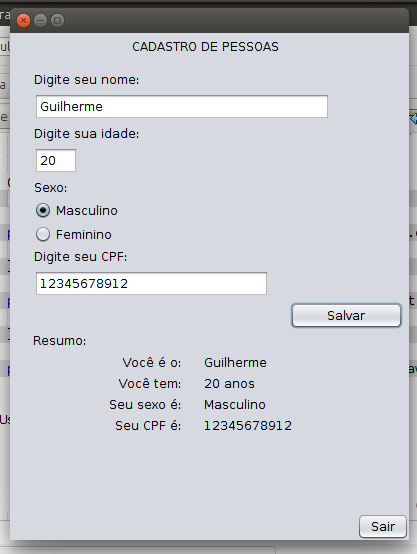 CADASTRO DE PESSOAS
Digite seu nome:
Guilherme
Digite sua idade:
20
Sexo:
Masculino
Feminino
Digite seu CPF:
12345678912
Salvar
Resumo:
Você é o: Guilherme
Você tem: 20 anos
Seu sexo é: Masculino
Seu CPF é: 12345678912
Sair